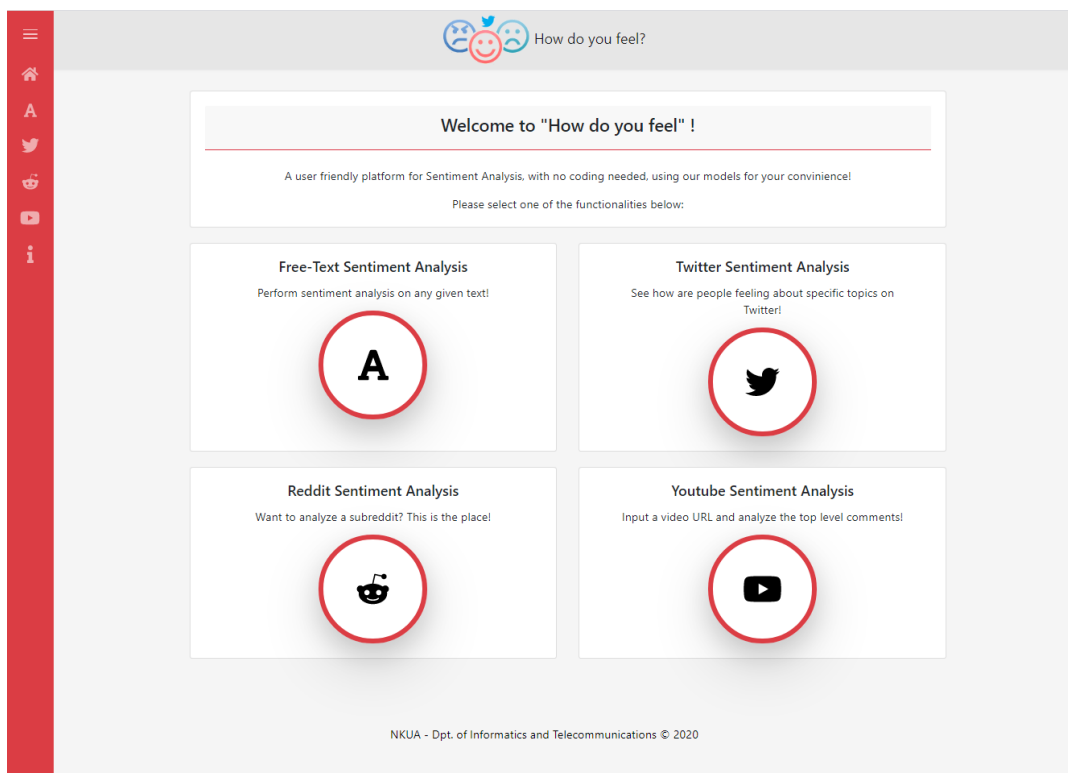 How do you feel?
Welcome to "How do you feel" !
A user friendly platform for Sentiment Analysis, with no coding needed, using our models for your convinience!
Please select one of the functionalities below:
Free-Text Sentiment Analysis
Perform sentiment analysis on any given text!
A
Twitter Sentiment Analysis
See how are people feeling about specific topics on
Twitter!
Reddit Sentiment Analysis
Want to analyze a subreddit? This is the place!
Youtube Sentiment Analysis
Input a video URL and analyze the top level comments!
NKUA - Dpt. of Informatics and Telecommunications © 2020